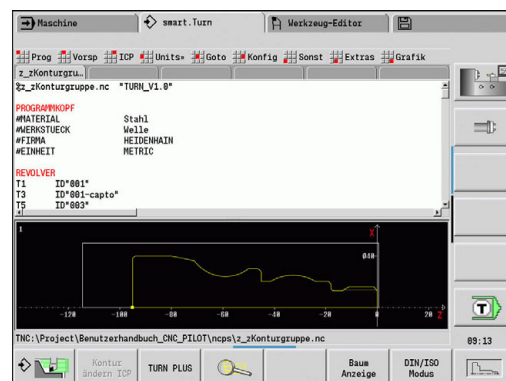 Maschine
smart.Turn
Werkzeug-Editor
Prog Vorsp ICP Units» Goto Konfig Sonst Extras Grafik
z_zKonturgru…
%z_zKonturgruppe.nc "TURN_V1.0"
PROGRAMMKOPF
#MATERIAL Stahl
#WERKSTUECK Welle
#FIRMA HEIDENHAIN
#EINHEIT METRIC
REVOLVER
T1 ID"001"
T3 ID"001-capto"
T5 ID"003"
1
X
Ø40
-120 -100 -80 -60 -40 -20 0 20 Z
TNC:\Project\Benutzerhandbuch_CNC_PILOT\ncps\z_zKonturgruppe.nc
T
09:13
Kontur
ändern ICP
TURN PLUS
Baum
Anzeige
DIN/ISO
Modus